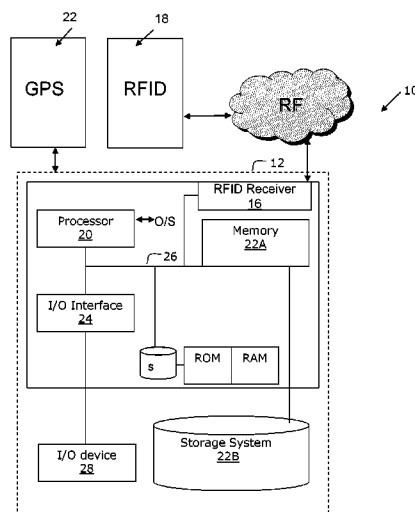 22
18
GPS
RFID
RF
10
12
RFID Receiver
16
Processor
20
O/S
Memory
22A
26
I/O Interface
24
s
ROM
RAM
Storage System
22B
I/O device
28